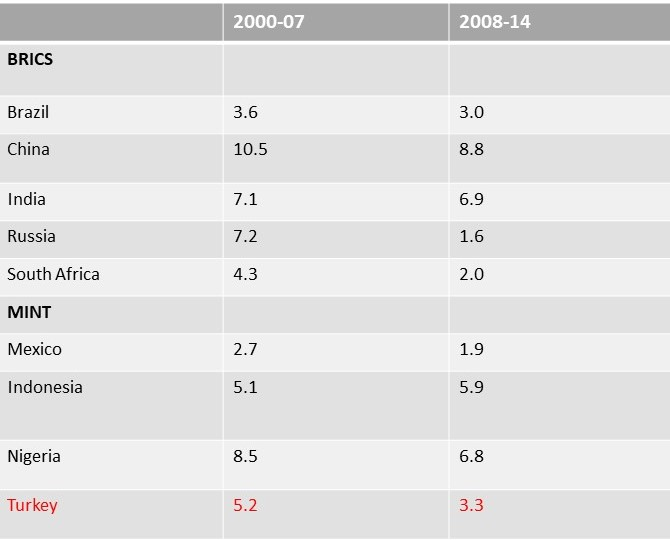 2000-07 2008-14
BRICS
Brazil 3.6 3.0
China 10.5 8.8
India 7.1 6.9
Russia 7.2 1.6
South Africa 4.3 2.0
MINT
Mexico 2.7 1.9
Indonesia 5.1 5.9
Nigeria 8.5 6.8
Turkey 5.2 3.3